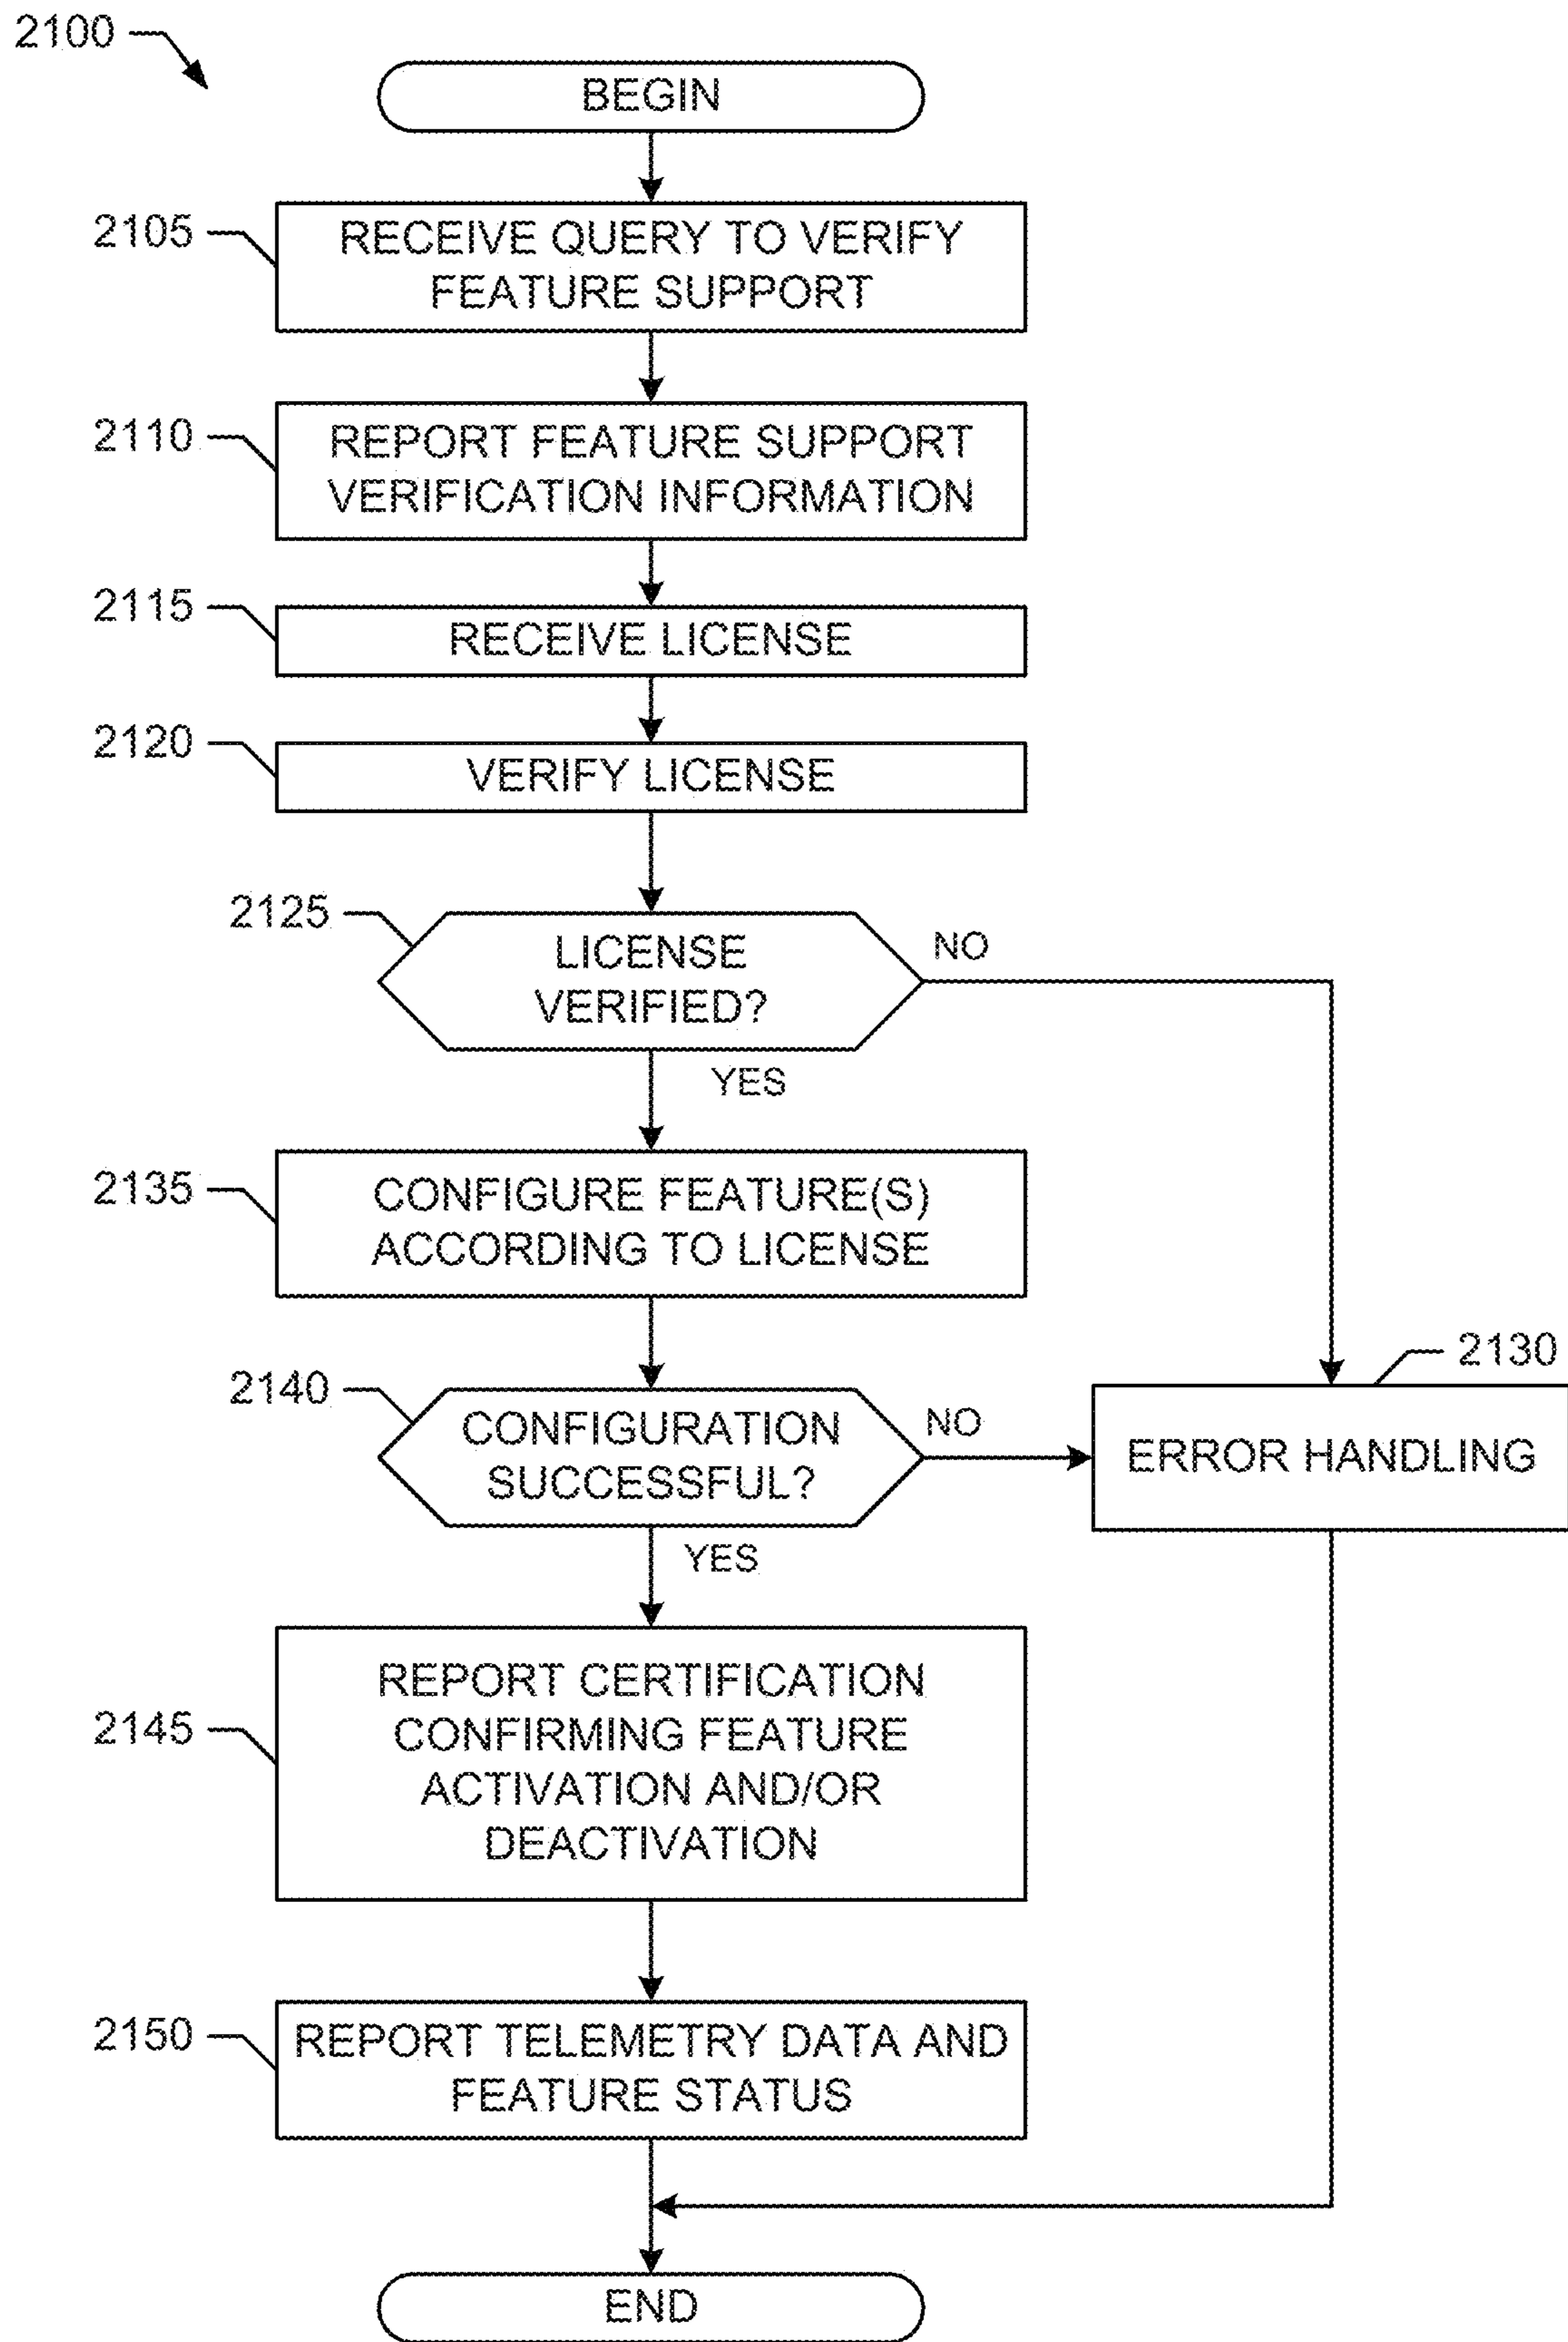 2100
BEGIN
2105
RECEIVE QUERY TO VERIFY
FEATURE SUPPORT
2110
REPORT FEATURE SUPPORT
VERIFICATION INFORMATION
2115
RECEIVE LICENSE
2120
VERIFY LICENSE
2125
LICENSE
VERIFIED?
NO
YES
2135
CONFIGURE FEATURE(S)
ACCORDING TO LICENSE
2130
2140
CONFIGURATION
SUCCESSFUL?
NO
ERROR HANDLING
YES
2145
REPORT CERTIFICATION
CONFIRMING FEATURE
ACTIVATION AND/OR
DEACTIVATION
2150
REPORT TELEMETRY DATA AND
FEATURE STATUS
END